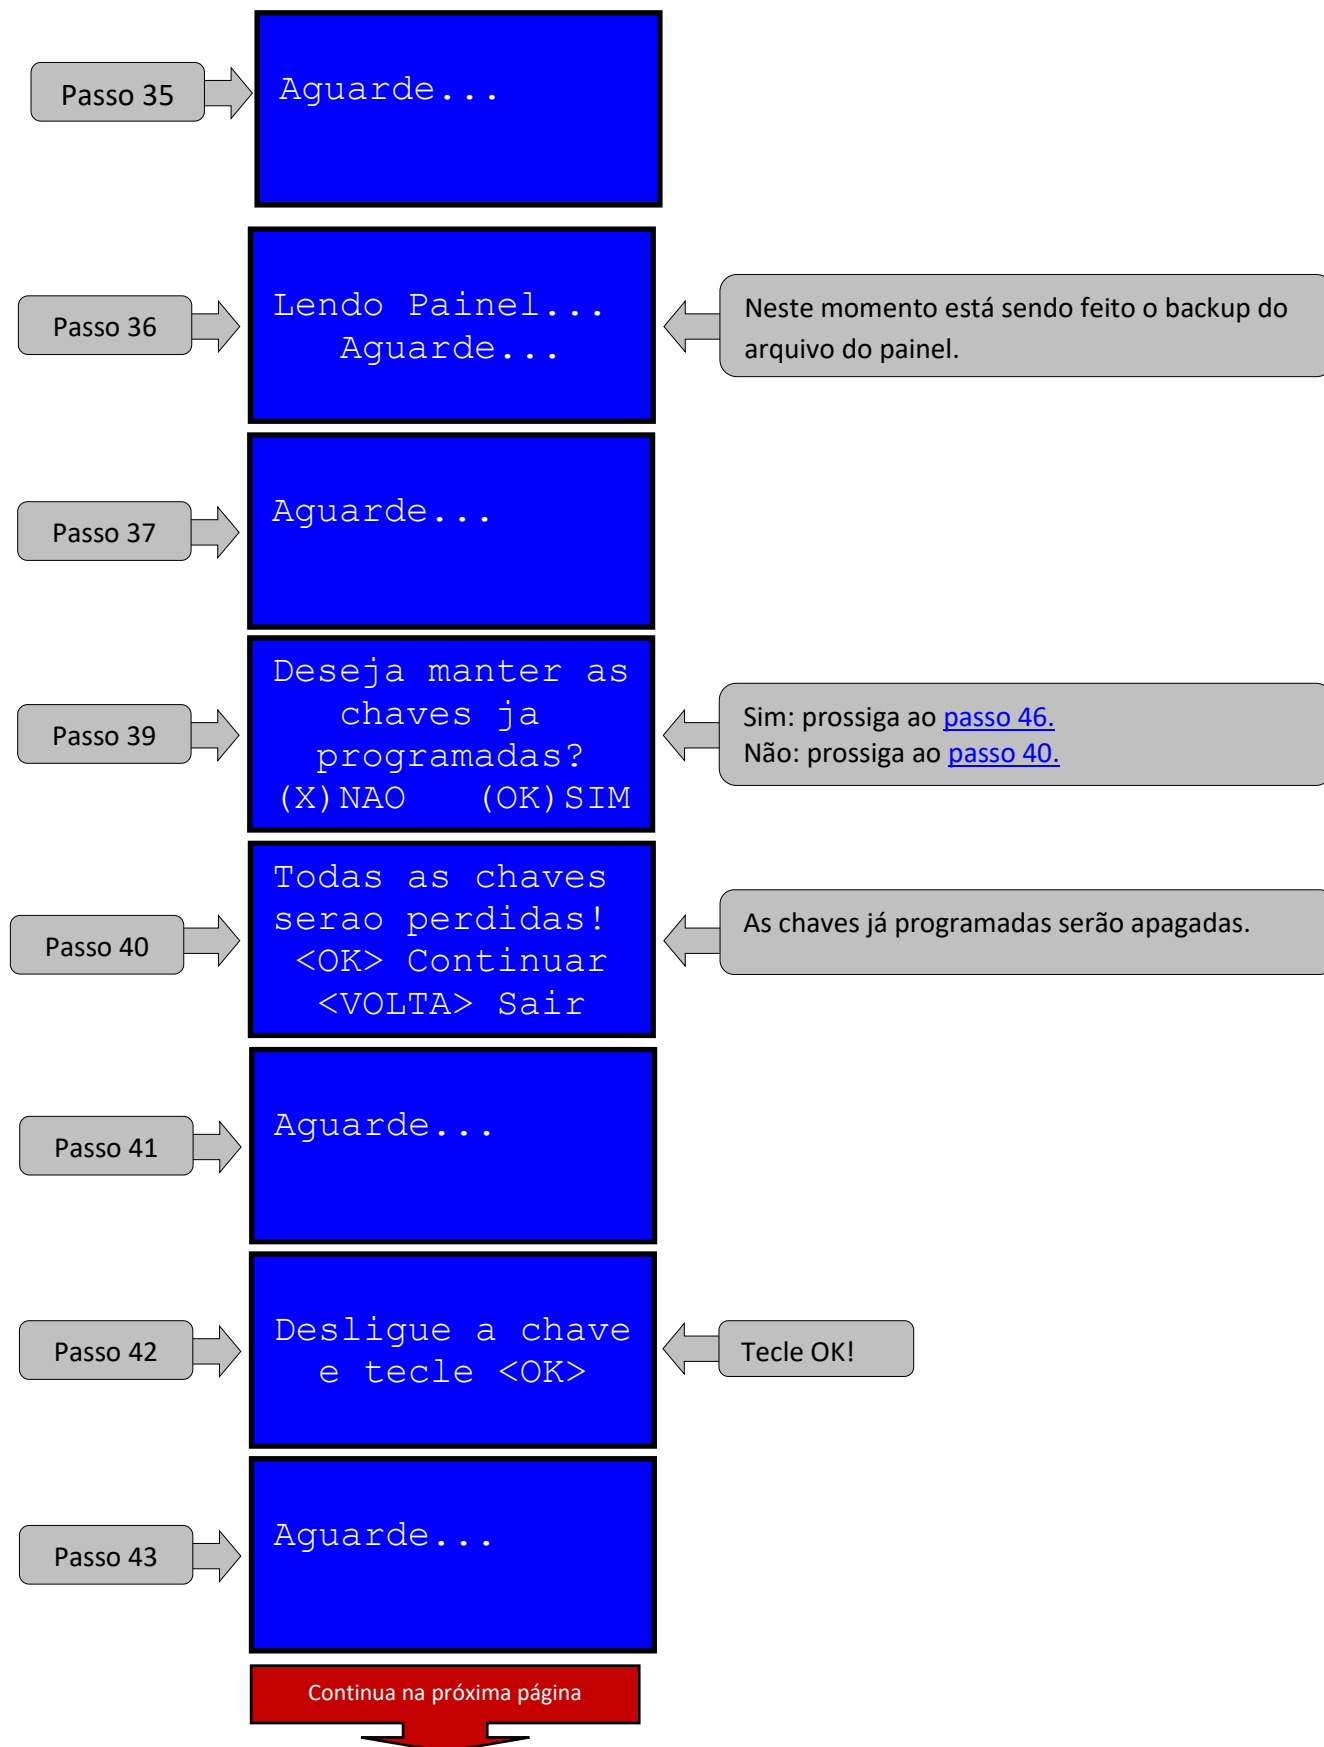 Passo 35
Aguarde...
Passo 36
Lendo Painel...
Aguarde...
Neste momento está sendo feito o backup do
arquivo do painel.
Passo 37
Aguarde...
Passo 39
Deseja manter as
chaves ja
programadas?
(X)NAO (OK)SIM
Sim: prossiga ao passo 46.
Não: prossiga ao passo 40.
Passo 40
Todas as chaves
serao perdidas!
<OK> Continuar
<VOLTA> Sair
As chaves já programadas serão apagadas.
Passo 41
Aguarde...
Passo 42
Desligue a chave
e tecle <OK>
Tecle OK!
Passo 43
Aguarde...
Continua na próxima página